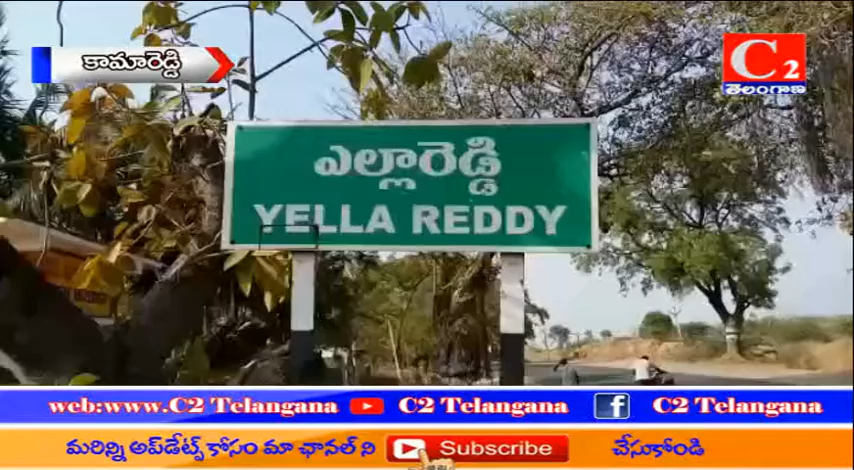 కామారెడ్డి
C2
తెలంగాణ
ఎల్లారెడ్డి
YELLA REDDY
web:www.C2 Telangana C2 Telangana f C2 Telangana
మరిన్ని అప్‌డేట్స్ కోసం మా ఛానల్ ని Subscribe చేసుకోండి